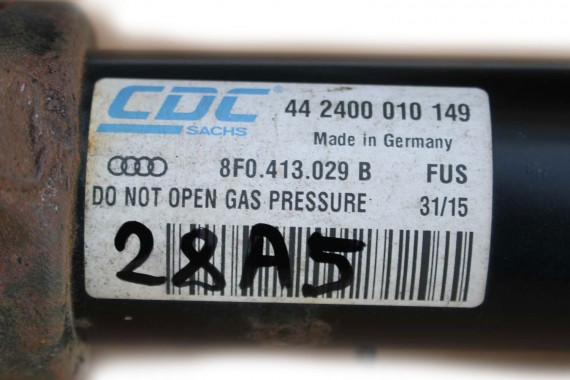 CDC 44 2400 010 149
SACHS Made in Germany
8F0.413.029 B FUS
DO NOT OPEN GAS PRESSURE 31/15
28A5